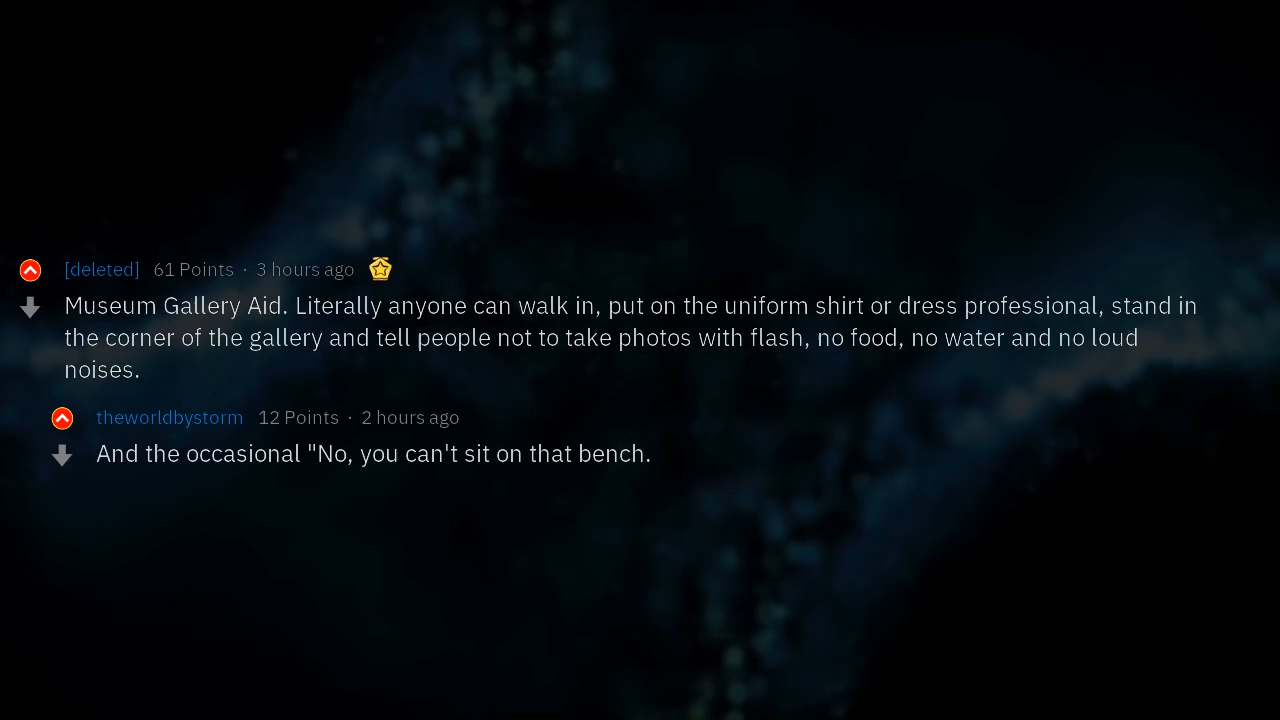 [deleted] 61 Points · 3 hours ago
Museum Gallery Aid. Literally anyone can walk in, put on the uniform shirt or dress professional, stand in
the corner of the gallery and tell people not to take photos with flash, no food, no water and no loud
noises.
theworldbystorm 12 Points · 2 hours ago
And the occasional "No, you can't sit on that bench.